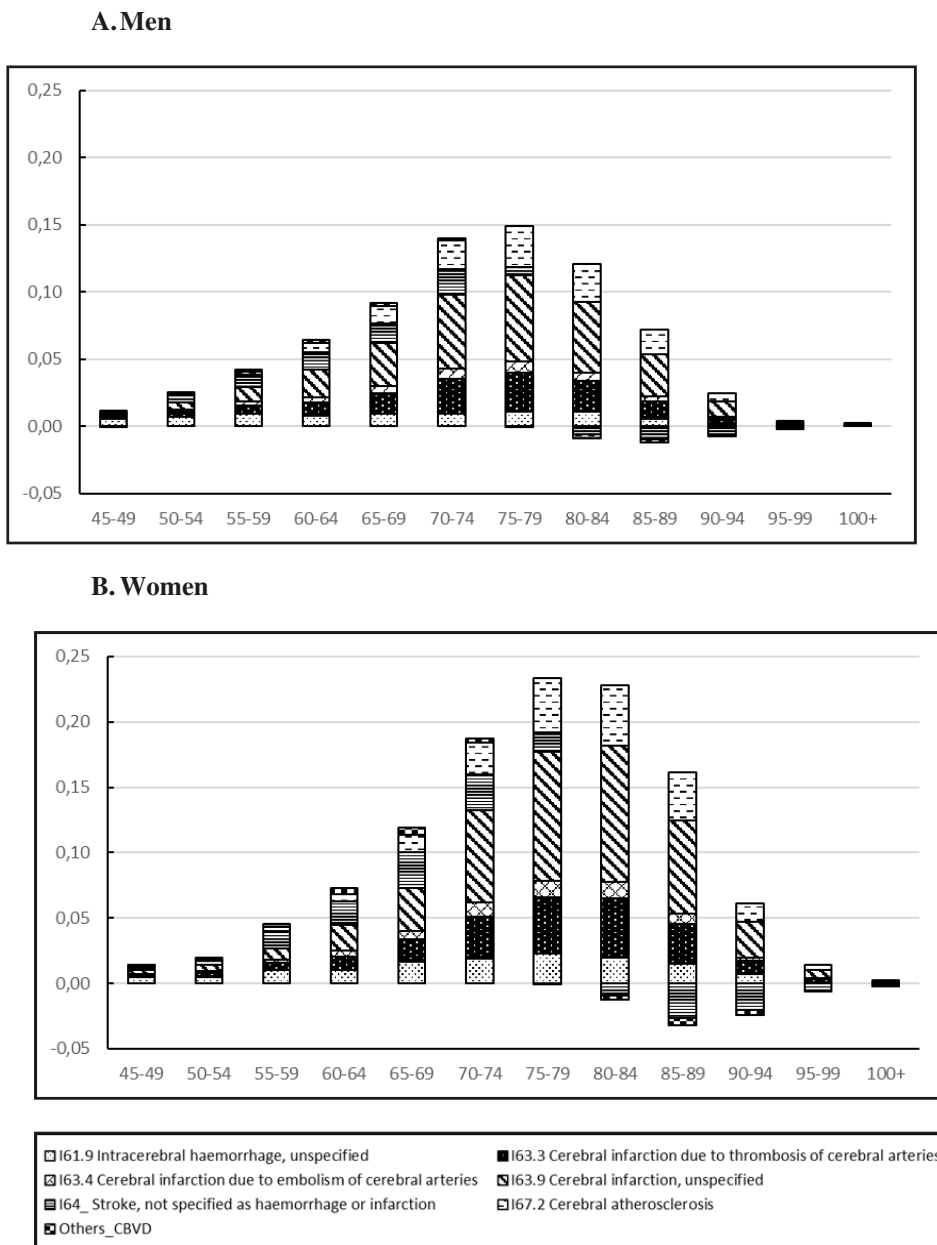 A. Men
0,25
0,20
0,15
0,10
0,05
0,00
-0,05
45-49 50-54 55-59 60-64 65-69 70-74 75-79 80-84 85-89 90-94 95-99 100+
B. Women
0,25
0,20
0,15
0,10
0,05
0,00
-0,05
45-49 50-54 55-59 60-64 65-69 70-74 75-79 80-84 85-89 90-94 95-99 100+
I61.9 Intracerebral haemorrhage, unspecified I63.3 Cerebral infarction due to thrombosis of cerebral arteries
I63.4 Cerebral infarction due to embolism of cerebral arteries I63.9 Cerebral infarction, unspecified
I64_ Stroke, not specified as haemorrhage or infarction I67.2 Cerebral atherosclerosis
Others_CBVD